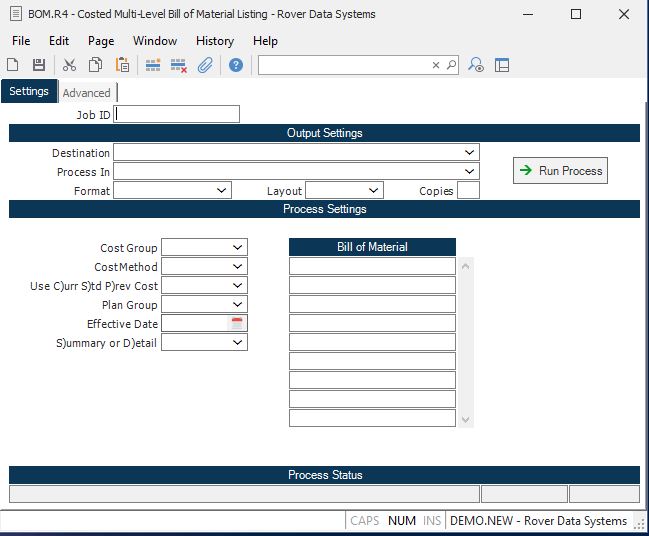 BOM.R4 - Costed Multi-Level Bill of Material Listing - Rover Data Systems
File Edit Page Window History Help
Settings Advanced
Job ID
Output Settings
Destination
Process In
Run Process
Format Layout Copies
Process Settings
Cost Group Bill of Material
Cost Method
Use C)urr S)td P)rev Cost
Plan Group
Effective Date
S)ummary or D)etail
Process Status
CAPS NUM INS DEMO.NEW - Rover Data Systems